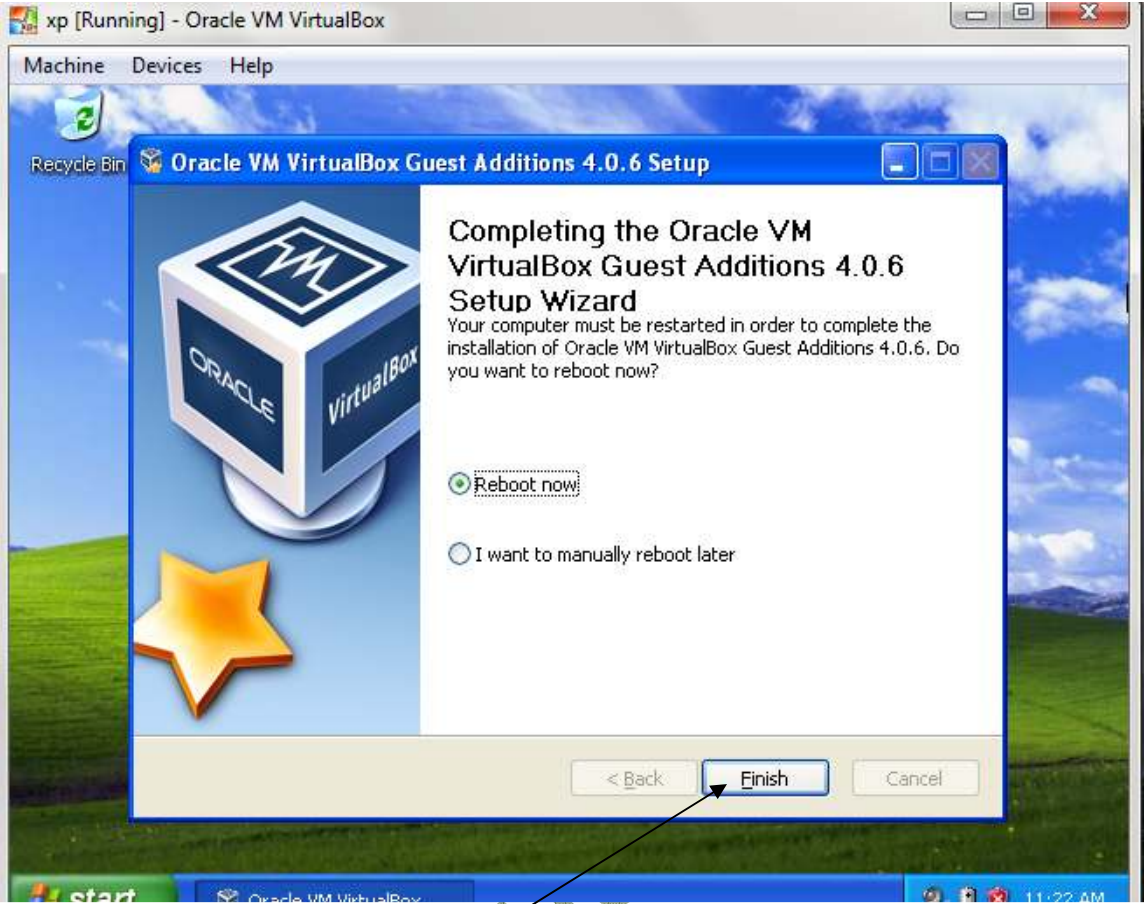 xp [Running] - Oracle VM VirtualBox
Machine Devices Help
Recycle Bin
Oracle VM VirtualBox Guest Additions 4.0.6 Setup
Completing the Oracle VM
VirtualBox Guest Additions 4.0.6
Setup Wizard
Your computer must be restarted in order to complete the
installation of Oracle VM VirtualBox Guest Additions 4.0.6. Do
you want to reboot now?
ORACLE
VirtualBox
Reboot now
I want to manually reboot later
< Back
Finish
Cancel
start
Oracle VM VirtualBox
11:22 AM